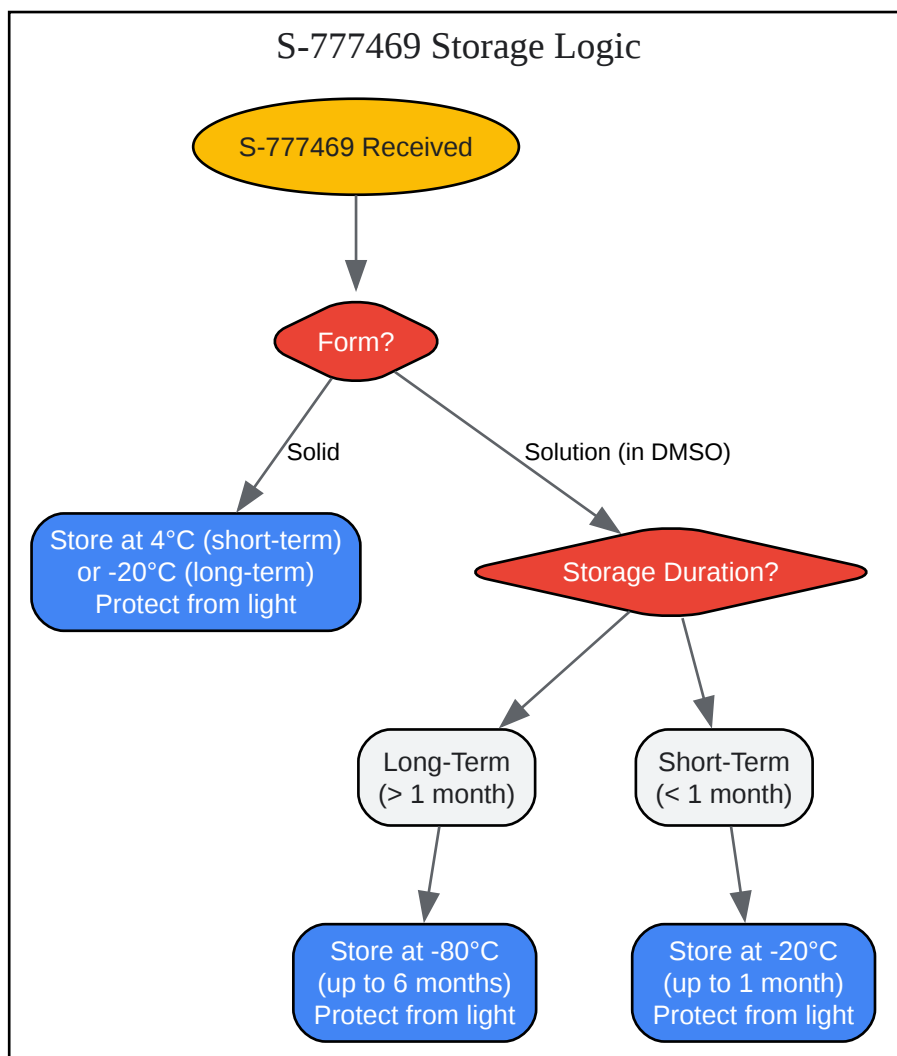 S-777469 Storage Logic
S-777469 Received
Form?
Solid
Solution (in DMSO)
Store at 4°C (short-term)
or -20°C (long-term)
Protect from light
Storage Duration?
Long-Term
(> 1 month)
Short-Term
(< 1 month)
Store at -80°C
(up to 6 months)
Protect from light
Store at -20°C
(up to 1 month)
Protect from light